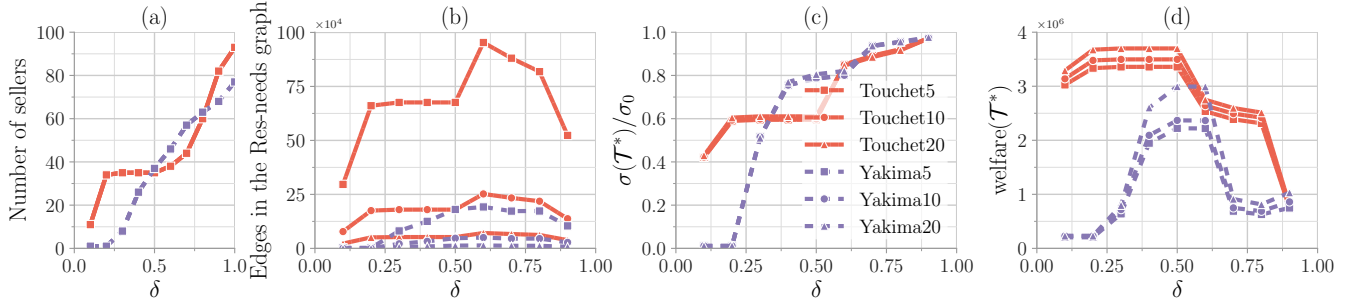 (a)
Number of sellers
100
80
60
40
20
0
0.0
0.5
1.0
δ
(b)
×10⁴
Edges in the Res-needs graph
100
75
50
25
0
0.00
0.25
0.50
0.75
1.00
δ
(c)
σ(𝒯*)/σ₀
1.0
0.8
0.6
0.4
0.2
0.0
0.00
0.25
0.50
0.75
1.00
δ
Touchet5
Touchet10
Touchet20
Yakima5
Yakima10
Yakima20
(d)
×10⁶
welfare(𝒯*)
4
3
2
1
0
0.00
0.25
0.50
0.75
1.00
δ